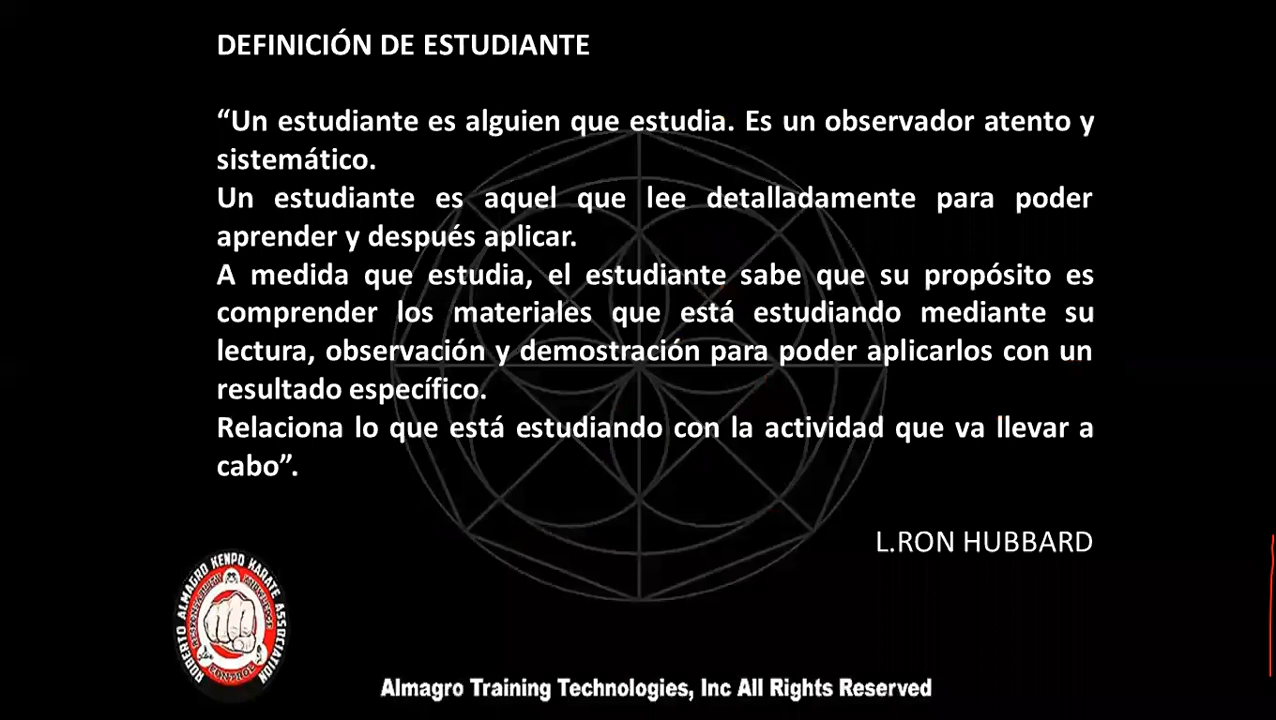 DEFINICIÓN DE ESTUDIANTE
“Un estudiante es alguien que estudia. Es un observador atento y
sistemático.
Un estudiante es aquel que lee detalladamente para poder
aprender y después aplicar.
A medida que estudia, el estudiante sabe que su propósito es
comprender los materiales que está estudiando mediante su
lectura, observación y demostración para poder aplicarlos con un
resultado específico.
Relaciona lo que está estudiando con la actividad que va llevar a
cabo”.
L.RON HUBBARD
ROBERTO ALMAGRO KENPO KARATE ASSOCIATION
CONTROL
Almagro Training Technologies, Inc All Rights Reserved